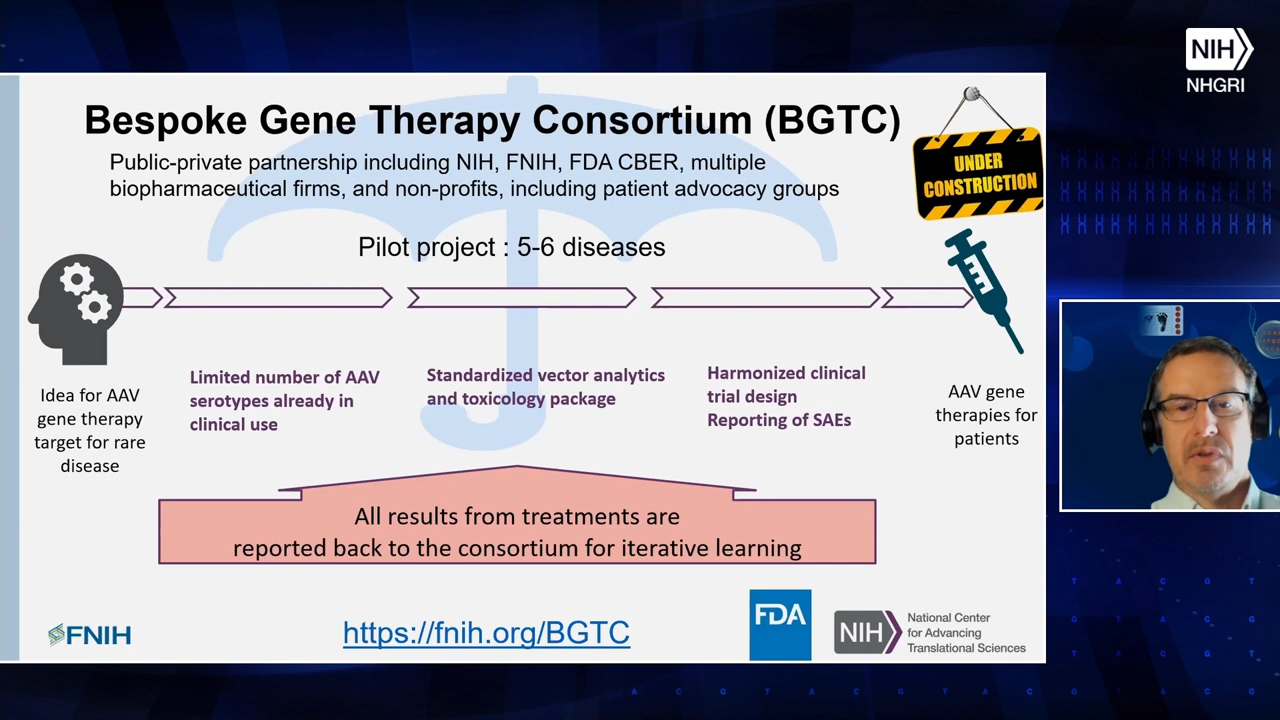 NIH
NHGRI
Bespoke Gene Therapy Consortium (BGTC)
Public-private partnership including NIH, FNIH, FDA CBER, multiple
biopharmaceutical firms, and non-profits, including patient advocacy groups
UNDER
CONSTRUCTION
Pilot project : 5-6 diseases
Idea for AAV
gene therapy
target for rare
disease
Limited number of AAV
serotypes already in
clinical use
Standardized vector analytics
and toxicology package
Harmonized clinical
trial design
Reporting of SAEs
AAV gene
therapies for
patients
All results from treatments are
reported back to the consortium for iterative learning
FNIH
https://fnih.org/BGTC
FDA
NIH
National Center
for Advancing
Translational Sciences
T A C G T
T A C G T
A C G T A C G T A C G T A C G T